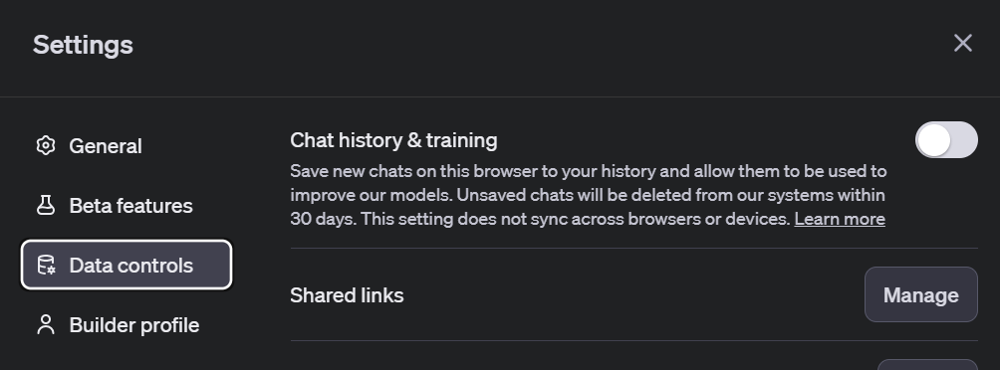 Settings
General
Beta features
Data controls
Builder profile
Chat history & training
Save new chats on this browser to your history and allow them to be used to
improve our models. Unsaved chats will be deleted from our systems within
30 days. This setting does not sync across browsers or devices. Learn more
Shared links
Manage